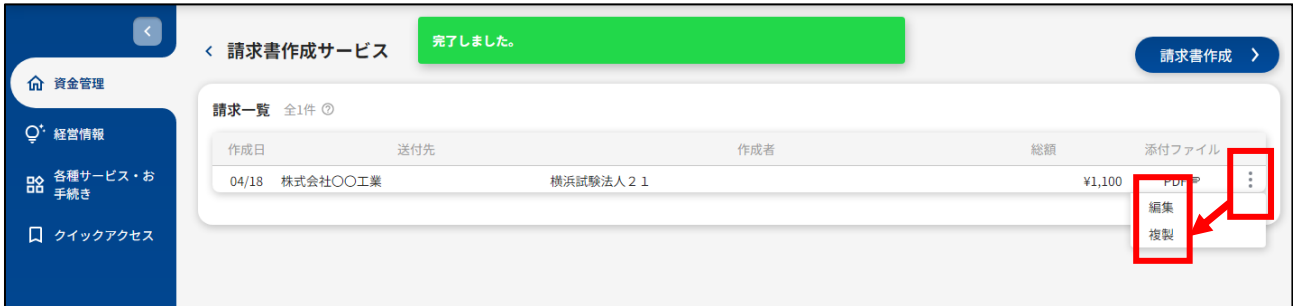 完了しました。
請求書作成サービス
請求書作成
資金管理
経営情報
各種サービス・お
手続き
クイックアクセス
請求一覧 全1件
作成日 送付先 作成者 総額 添付ファイル
04/18 株式会社〇〇工業 横浜試験法人21 ¥1,100 PDF
編集
複製